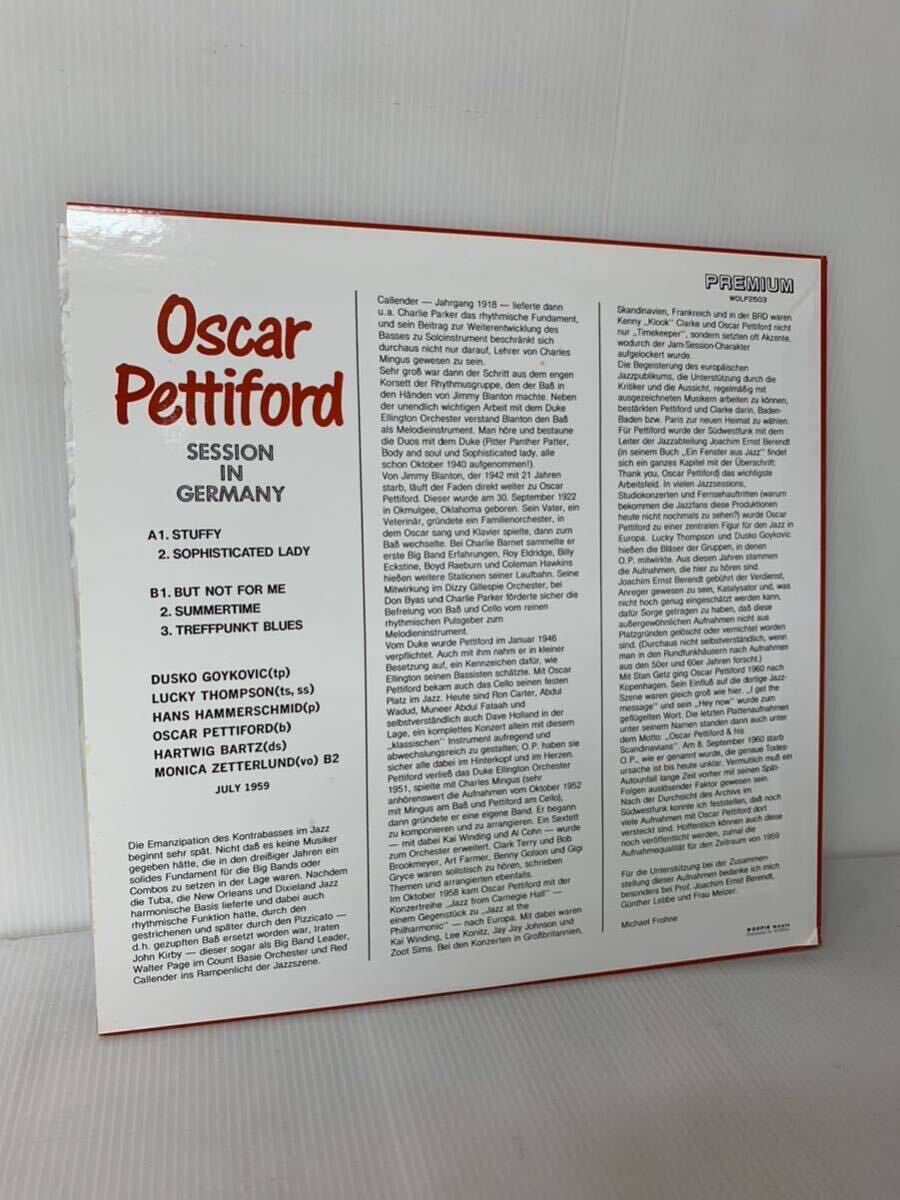 Oscar
Pettiford
SESSION
IN
GERMANY
A1. STUFFY
2. SOPHISTICATED LADY
B1. BUT NOT FOR ME
2. SUMMERTIME
3. TREFFPUNKT BLUES
DUSKO GOYKOVIC(tp)
LUCKY THOMPSON(ts, ss)
HANS HAMMERSCHMID(p)
OSCAR PETTIFORD(b)
HARTWIG BARTZ(ds)
MONICA ZETTERLUND(vo) B2
JULY 1959
Die Emanzipation des Kontrabasses im Jazz
beginnt sehr spät. Nicht daß es keine Musiker
gegeben hätte, die in den dreißiger Jahren ein
solides Fundament für die Big Bands oder
Combos zu setzen in der Lage waren. Nachdem
die Tuba, die New Orleans und Dixieland Jazz
harmonische Basis lieferte und dabei auch
rhythmische Funktion hatte, durch den
gestrichenen und später durch den Pizzicato —
d.h. gezupften Baß ersetzt worden war, traten
John Kirby — dieser sogar als Big Band Leader,
Walter Page im Count Basie Orchester und Red
Callender ins Rampenlicht der Jazzszene.
Callender — Jahrgang 1918 — lieferte dann
u.a. Charlie Parker das rhythmische Fundament,
und sein Beitrag zur Weiterentwicklung des
Basses zu Soloinstrument beschränkt sich
durchaus nicht nur darauf, Lehrer von Charles
Mingus gewesen zu sein.
Sehr groß war dann der Schritt aus dem engen
Korsett der Rhythmusgruppe, den der Baß in
den Händen von Jimmy Blanton machte. Neben
der unendlich wichtigen Arbeit mit dem Duke
Ellington Orchester verstand Blanton den Baß
als Melodieinstrument. Man höre und bestaune
die Duos mit dem Duke (Pitter Panther Patter,
Body and soul und Sophisticated lady, alle
schon Oktober 1940 aufgenommen!).
Von Jimmy Blanton, der 1942 mit 21 Jahren
starb, läuft der Faden direkt weiter zu Oscar
Pettiford. Dieser wurde am 30. September 1922
in Okmulgee, Oklahoma geboren. Sein Vater, ein
Veterinär, gründete ein Familienorchester, in
dem Oscar sang und Klavier spielte, dann zum
Baß wechselte. Bei Charlie Barnet sammelte er
erste Big Band Erfahrungen, Roy Eldridge, Billy
Eckstine, Boyd Raeburn und Coleman Hawkins
hießen weitere Stationen seiner Laufbahn. Seine
Mitwirkung im Dizzy Gillespie Orchester, bei
Don Byas und Charlie Parker förderte sicher die
Befreiung von Baß und Cello vom reinen
rhythmischen Pulsgeber zum
Melodieninstrument.
Vom Duke wurde Pettiford im Januar 1946
verpflichtet. Auch mit ihm nahm er in kleiner
Besetzung auf, ein Kennzeichen dafür, wie
Ellington seinen Bassisten schätzte. Mit Oscar
Pettiford bekam auch das Cello seinen festen
Platz im Jazz. Heute sind Ron Carter, Abdul
Wadud, Muneer Abdul Fataah und
selbstverständlich auch Dave Holland in der
Lage, ein komplettes Konzert allein mit diesem
„klassischen" Instrument aufregend und
abwechslungsreich zu gestalten; O.P. haben sie
sicher alle dabei im Hinterkopf und im Herzen.
Pettiford verließ das Duke Ellington Orchester
1951, spielte mit Charles Mingus (sehr
anhörenswert die Aufnahmen vom Oktober 1952
mit Mingus am Baß und Pettiford am Cello),
dann gründete er eine eigene Band. Er begann
zu komponieren und zu arrangieren. Ein Sextett
— mit dabei Kai Winding und Al Cohn — wurde
zum Orchester erweitert. Clark Terry und Bob
Brookmeyer, Art Farmer, Benny Golson und Gigi
Gryce waren solistisch zu hören, schrieben
Themen und arrangierten ebenfalls.
Im Oktober 1958 kam Oscar Pettiford mit der
Konzertreihe „Jazz from Carnegie Hall" —
einem Gegenstück zu „Jazz at the
Philharmonic" — nach Europa. Mit dabei waren
Kai Winding, Lee Konitz, Jay Jay Johnson und
Zoot Sims. Bei den Konzerten in Großbritannien,
PREMIUM
WOLP2503
Skandinavien, Frankreich und in der BRD waren
Kenny „Klook" Clarke und Oscar Pettiford nicht
nur „Timekeeper", sondern setzten oft Akzente,
wodurch der Jam-Session-Charakter
aufgelockert wurde.
Die Begeisterung des europäischen
Jazzpublikums, die Unterstützung durch die
Kritiker und die Aussicht, regelmäßig mit
ausgezeichneten Musikern arbeiten zu können,
bestärkten Pettiford und Clarke darin, Baden-
Baden bzw. Paris zur neuen Heimat zu wählen.
Für Pettiford wurde der Südwestfunk mit dem
Leiter der Jazzabteilung Joachim Ernst Berendt
(in seinem Buch „Ein Fenster aus Jazz" findet
sich ein ganzes Kapitel mit der Überschrift:
Thank you, Oscar Pettiford) das wichtigste
Arbeitsfeld. In vielen Jazzsessions,
Studiokonzerten und Fernsehauftritten (warum
bekommen die Jazzfans diese Produktionen
heute nicht nochmals zu sehen?) wurde Oscar
Pettiford zu einer zentralen Figur für den Jazz in
Europa. Lucky Thompson und Dusko Goykovic
hießen die Bläser der Gruppen, in denen
O.P. mitwirkte. Aus diesen Jahren stammen
die Aufnahmen, die hier zu hören sind.
Joachim Ernst Berendt gebührt der Verdienst,
Anreger gewesen zu sein, Katalysator und, was
nicht hoch genug eingeschätzt werden kann,
dafür Sorge getragen zu haben, daß diese
außergewöhnlichen Aufnahmen nicht aus
Platzgründen gelöscht oder vernichtet worden
sind. (Durchaus nicht selbstverständlich, wenn
man in den Rundfunkhäusern nach Aufnahmen
aus den 50er und 60er Jahren forscht.)
Mit Stan Getz ging Oscar Pettiford 1960 nach
Kopenhagen. Sein Einfluß auf die dortige Jazz-
Szene waren gleich groß wie hier. „I get the
message" und sein „Hey now" wurde zum
geflügelten Wort. Die letzten Plattenaufnahmen
unter seinem Namen standen dann auch unter
dem Motto: „Oscar Pettiford & his
Scandinavians". Am 8. September 1960 starb
O.P., wie er genannt wurde, die genaue Todes-
ursache ist bis heute unklar. Vermutlich muß ein
Autounfall lange Zeit vorher mit seinen Spät-
Folgen auslösender Faktor gewesen sein.
Nach der Durchsicht des Archivs im
Südwestfunk konnte ich feststellen, daß noch
viele Aufnahmen mit Oscar Pettiford dort
versteckt sind. Hoffentlich können auch diese
noch veröffentlicht werden, zumal die
Aufnahmequalität für den Zeitraum von 1959
Für die Unterstützung bei der Zusammen-
stellung dieser Aufnahmen bedanke ich mich
besonders bei Prof. Joachim Ernst Berendt,
Günther Lebbe und Frau Melzer.
Michael Frohne